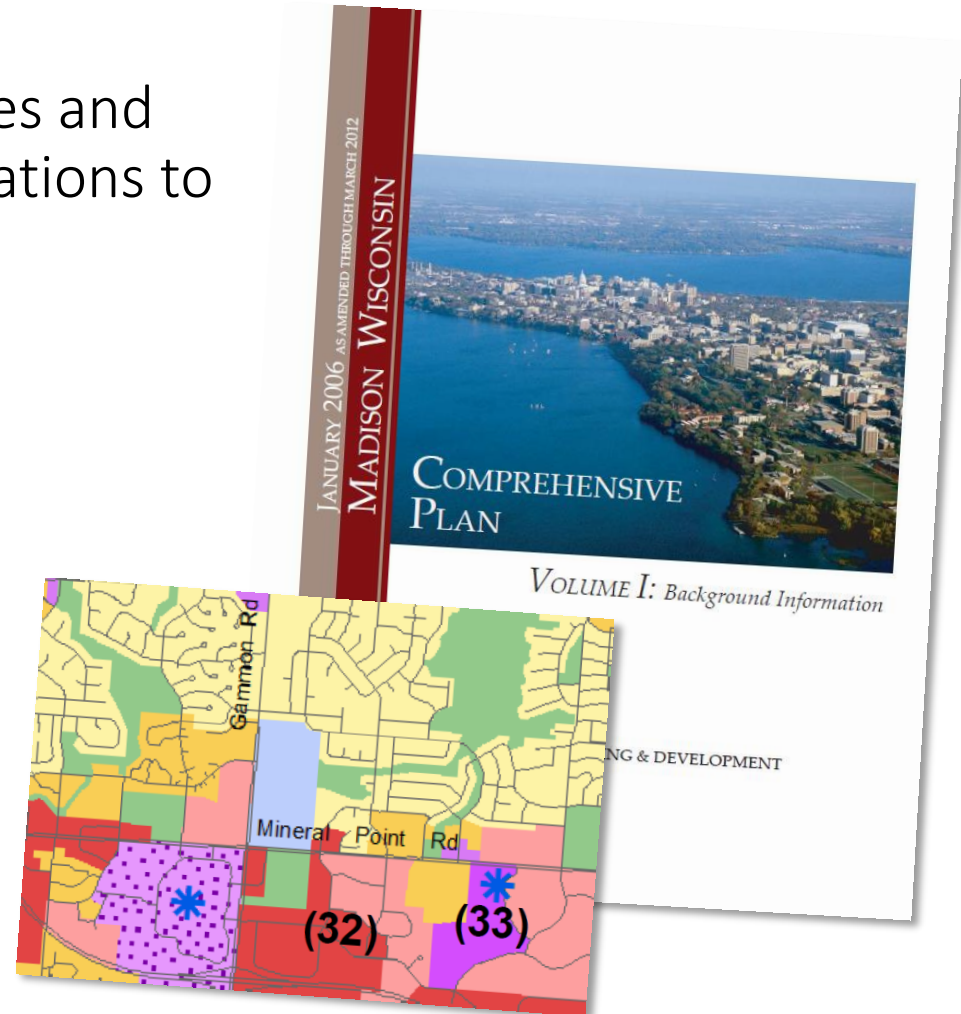 es and
ations to
JANUARY 2006 AS AMENDED THROUGH MARCH 2012
MADISON WISCONSIN
COMPREHENSIVE
PLAN
VOLUME I: Background Information
NG & DEVELOPMENT
Gammon Rd
Mineral Point Rd
(32)
(33)